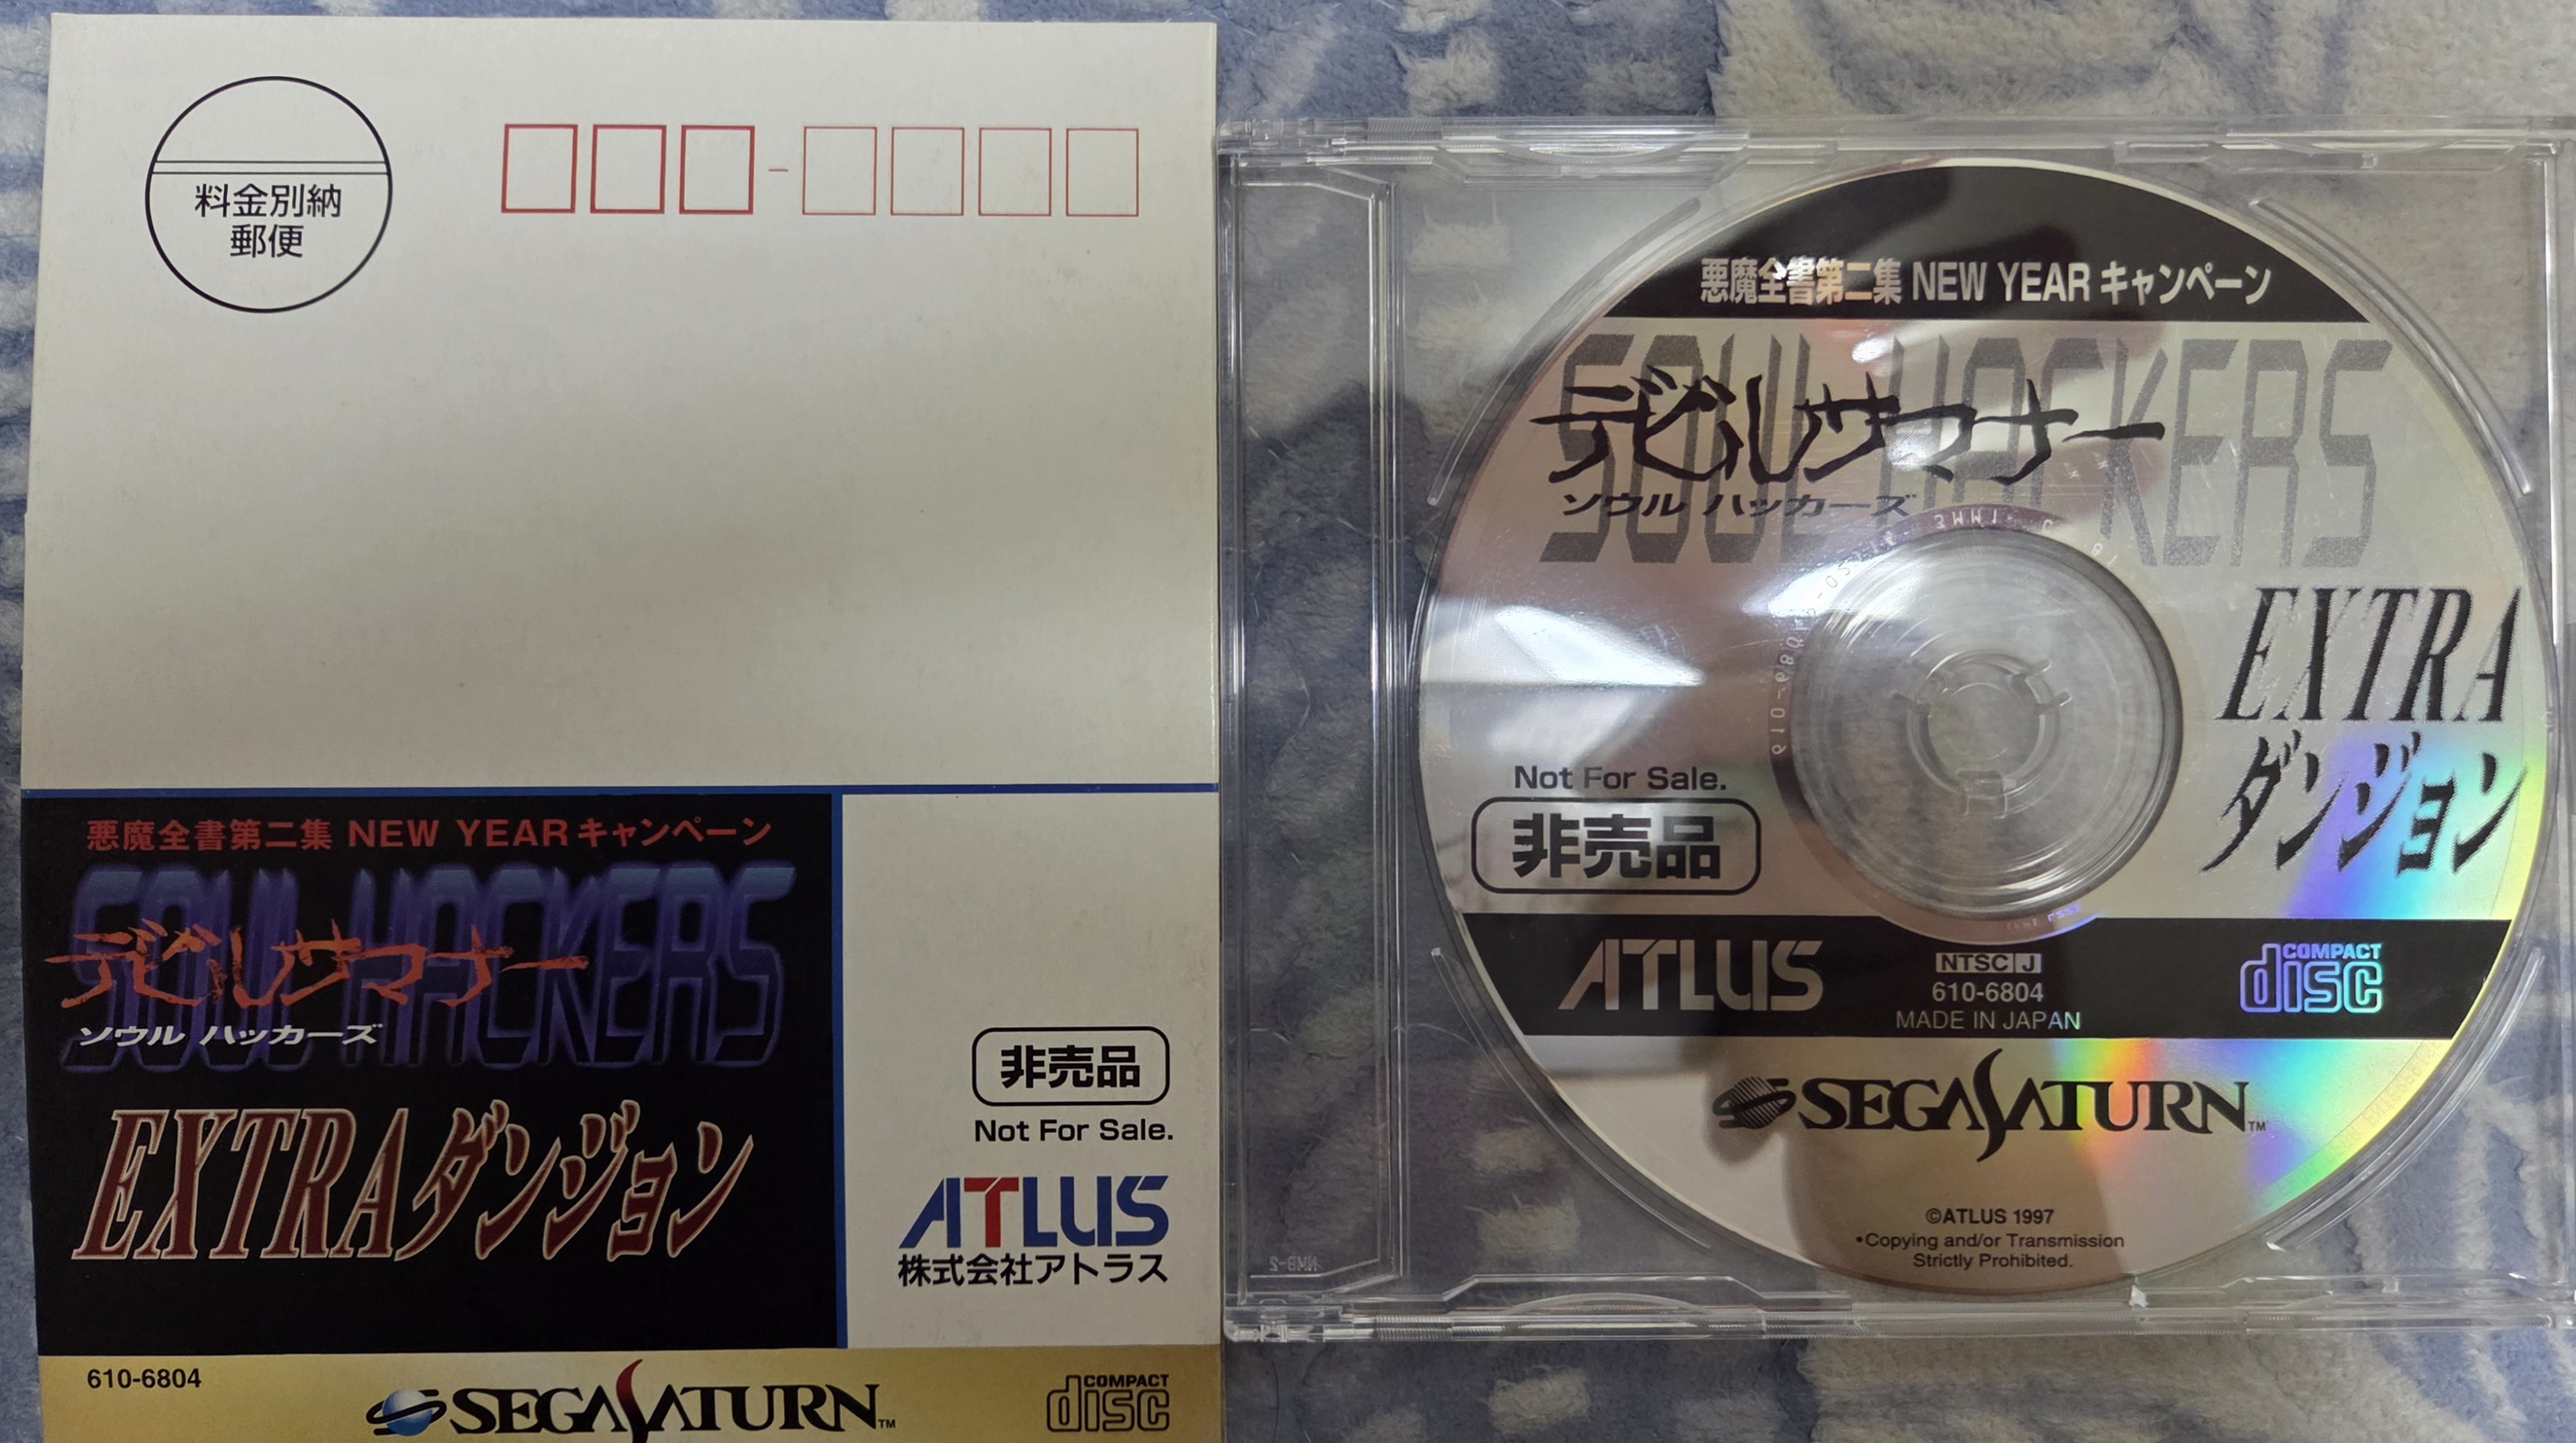 料金別納
郵便
悪魔全書第二集 NEW YEARキャンペーン
SOUL HACKERS
デビルサマナー
ソウル ハッカーズ
EXTRAダンジョン
非売品
Not For Sale.
ATLUS
株式会社アトラス
610-6804
SEGA SATURN™
COMPACT
disc
悪魔全書第二集 NEW YEAR キャンペーン
SOUL HACKERS
デビルサマナー
ソウル ハッカーズ
EXTRA
ダンジョン
Not For Sale.
非売品
ATLUS
NTSC J
610-6804
MADE IN JAPAN
COMPACT
disc
SEGA SATURN™
©ATLUS 1997
•Copying and/or Transmission
Strictly Prohibited.